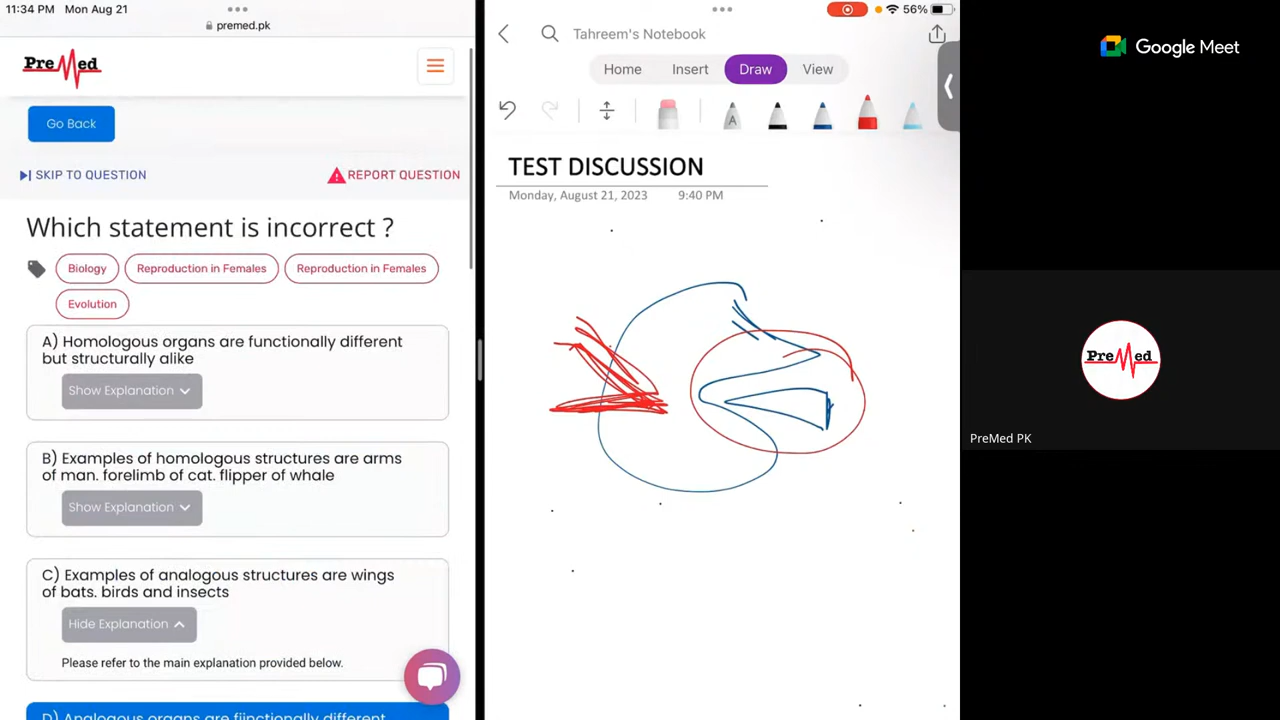 11:34 PM Mon Aug 21
premed.pk
56%
PreMed
Go Back
SKIP TO QUESTION
REPORT QUESTION
Which statement is incorrect ?
Biology
Reproduction in Females
Reproduction in Females
Evolution
A) Homologous organs are functionally different
but structurally alike
Show Explanation
B) Examples of homologous structures are arms
of man. forelimb of cat. flipper of whale
Show Explanation
C) Examples of analogous structures are wings
of bats. birds and insects
Hide Explanation
Please refer to the main explanation provided below.
D) Analogous organs are fiinctionally different
Tahreem's Notebook
Home
Insert
Draw
View
A
TEST DISCUSSION
Monday, August 21, 2023 9:40 PM
Google Meet
PreMed
PreMed PK